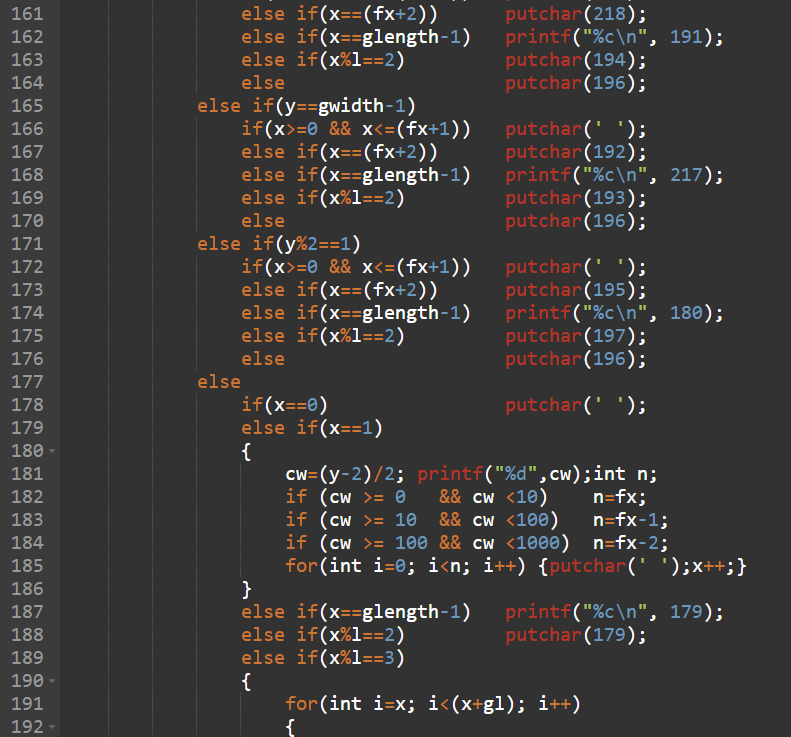 161 else if(x==(fx+2)) putchar(218);
162 else if(x==glength-1) printf("%c\n", 191);
163 else if(x%l==2) putchar(194);
164 else putchar(196);
165 else if(y==gwidth-1)
166 if(x>=0 && x<=(fx+1)) putchar(' ');
167 else if(x==(fx+2)) putchar(192);
168 else if(x==glength-1) printf("%c\n", 217);
169 else if(x%l==2) putchar(193);
170 else putchar(196);
171 else if(y%2==1)
172 if(x>=0 && x<=(fx+1)) putchar(' ');
173 else if(x==(fx+2)) putchar(195);
174 else if(x==glength-1) printf("%c\n", 180);
175 else if(x%l==2) putchar(197);
176 else putchar(196);
177 else
178 if(x==0) putchar(' ');
179 else if(x==1)
180 {
181 cw=(y-2)/2; printf("%d",cw);int n;
182 if (cw >= 0 && cw <10) n=fx;
183 if (cw >= 10 && cw <100) n=fx-1;
184 if (cw >= 100 && cw <1000) n=fx-2;
185 for(int i=0; i<n; i++) {putchar(' ');x++;}
186 }
187 else if(x==glength-1) printf("%c\n", 179);
188 else if(x%l==2) putchar(179);
189 else if(x%l==3)
190 {
191 for(int i=x; i<(x+gl); i++)
192 {